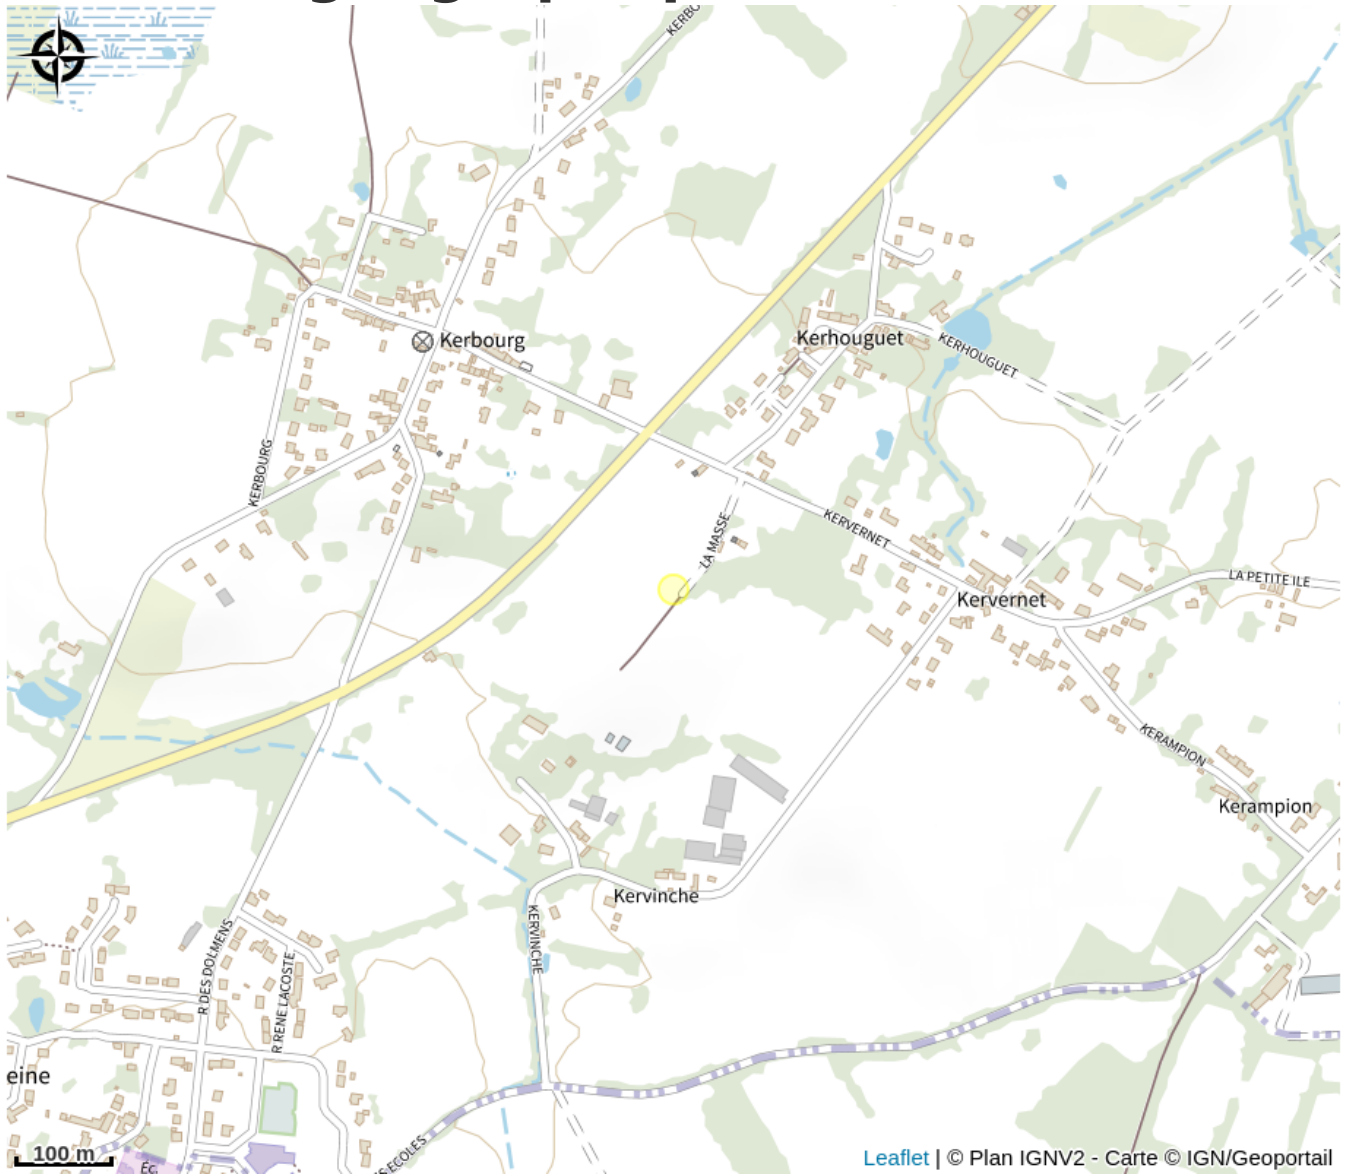 KERBO
Kerbourg
Kerhouguet
KERHOUGUET
KERBOURG
LA MASSE
KERVERNET
LA PETITE ILE
Kervernet
KERAMPION
Kerampion
Kervinche
KERVINCHE
R DES DOLMENS
R RENE LACOSTE
eine
S ECOLES
Éc.
100 m
Leaflet | © Plan IGNV2 - Carte © IGN/Geoportail